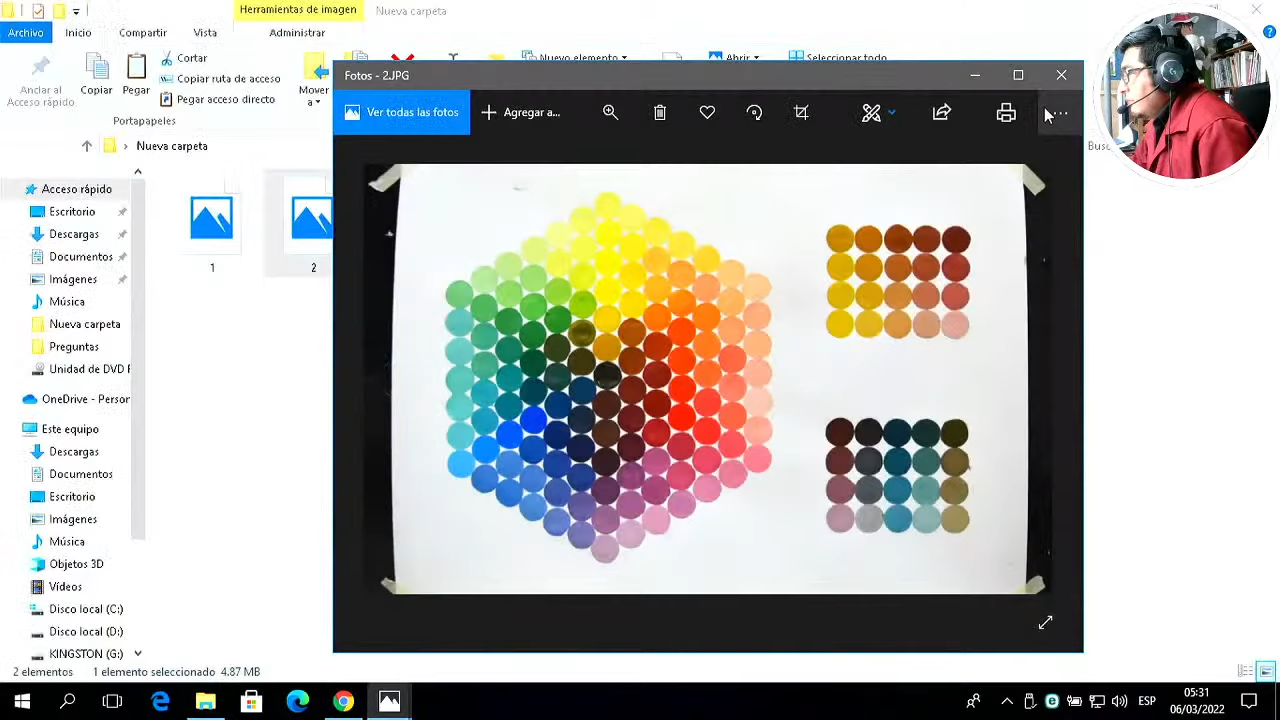 Herramientas de imagen
Nueva carpeta
Archivo
Inicio
Compartir
Vista
Administrar
Anclar al
Acceso rápido
Copiar
Pegar
Cortar
Copiar ruta de acceso
Pegar acceso directo
Mover
a
Portapapeles
Nuevo elemento
Abrir
Seleccionar todo
Nueva carpeta
Busc
Fotos - 2.JPG
Ver todas las fotos
Agregar a...
Acceso rápido
Escritorio
Descargas
Documentos
Imágenes
Música
Nueva carpeta
Preguntas
Unidad de DVD F
OneDrive - Person
Este equipo
Descargas
Documentos
Escritorio
Imágenes
Música
Objetos 3D
Vídeos
Disco local (C:)
Disco local (D:)
KINGSTON (G:)
1
2
2 elementos
1 elemento seleccionado 4.87 MB
ESP
05:31
06/03/2022